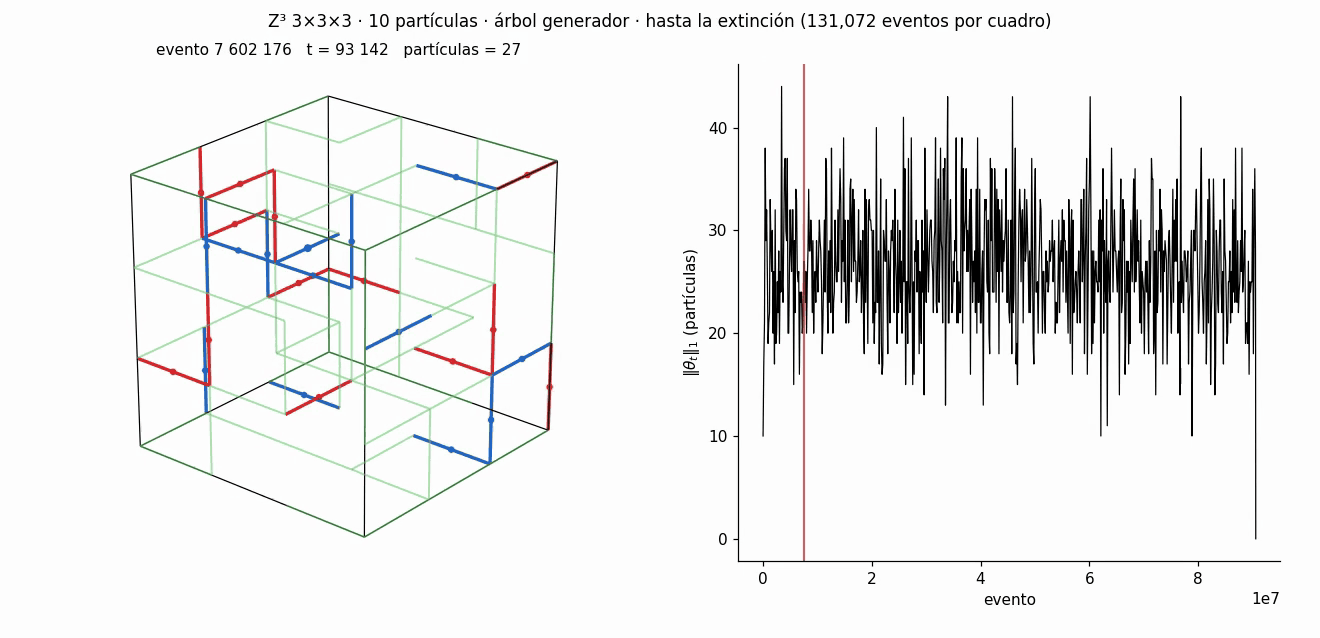 Z³ 3×3×3 · 10 partículas · árbol generador · hasta la extinción (131,072 eventos por cuadro)
evento 7 602 176   t = 93 142   partículas = 27
40
30
20
10
0
‖θₜ‖₁ (partículas)
0 2 4 6 8
evento
1e7